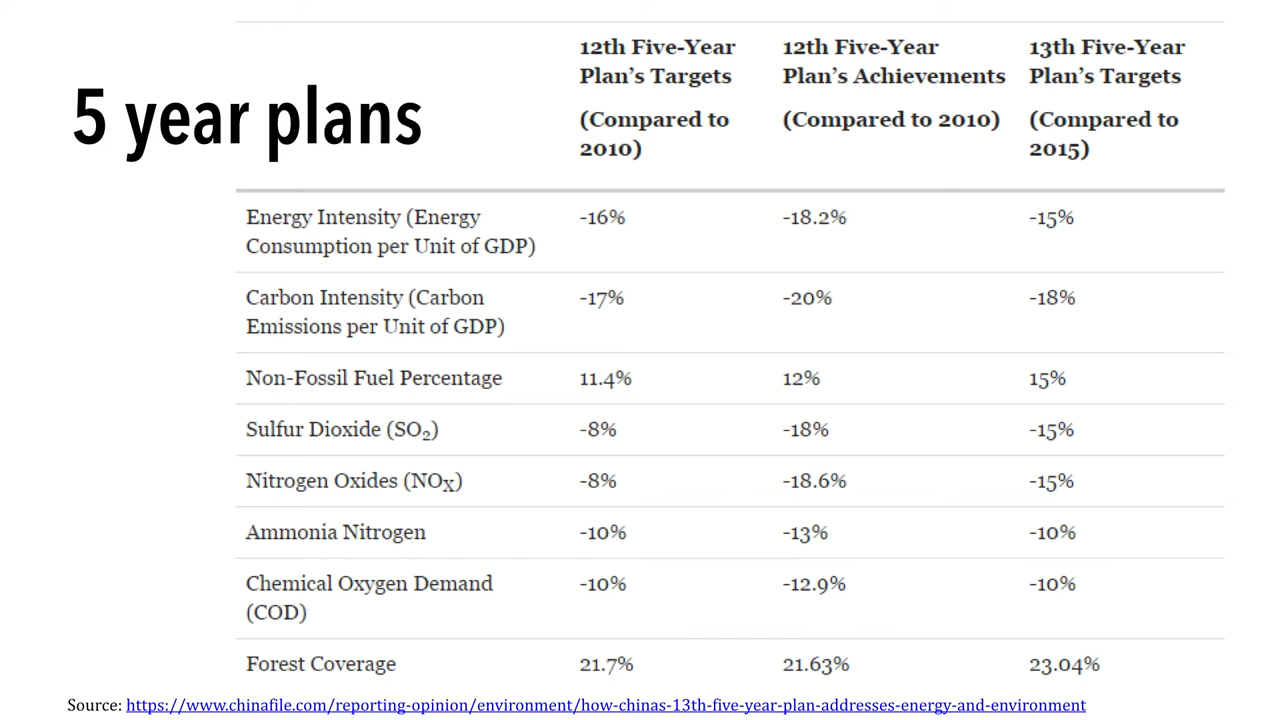 5 year plans
12th Five-Year Plan's Targets (Compared to 2010)
12th Five-Year Plan's Achievements (Compared to 2010)
13th Five-Year Plan's Targets (Compared to 2015)
Energy Intensity (Energy Consumption per Unit of GDP) -16% -18.2% -15%
Carbon Intensity (Carbon Emissions per Unit of GDP) -17% -20% -18%
Non-Fossil Fuel Percentage 11.4% 12% 15%
Sulfur Dioxide (SO₂) -8% -18% -15%
Nitrogen Oxides (NOX) -8% -18.6% -15%
Ammonia Nitrogen -10% -13% -10%
Chemical Oxygen Demand (COD) -10% -12.9% -10%
Forest Coverage 21.7% 21.63% 23.04%
Source: https://www.chinafile.com/reporting-opinion/environment/how-chinas-13th-five-year-plan-addresses-energy-and-environment